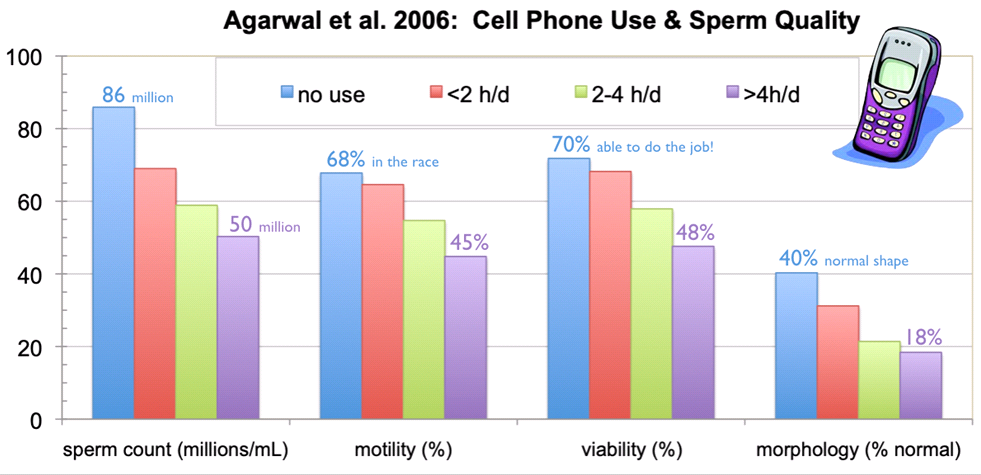 Agarwal et al. 2006: Cell Phone Use & Sperm Quality
100
80
60
40
20
0
no use <2 h/d 2-4 h/d >4h/d
86 million
50 million
68% in the race
45%
70% able to do the job!
48%
40% normal shape
18%
sperm count (millions/mL) motility (%) viability (%) morphology (% normal)